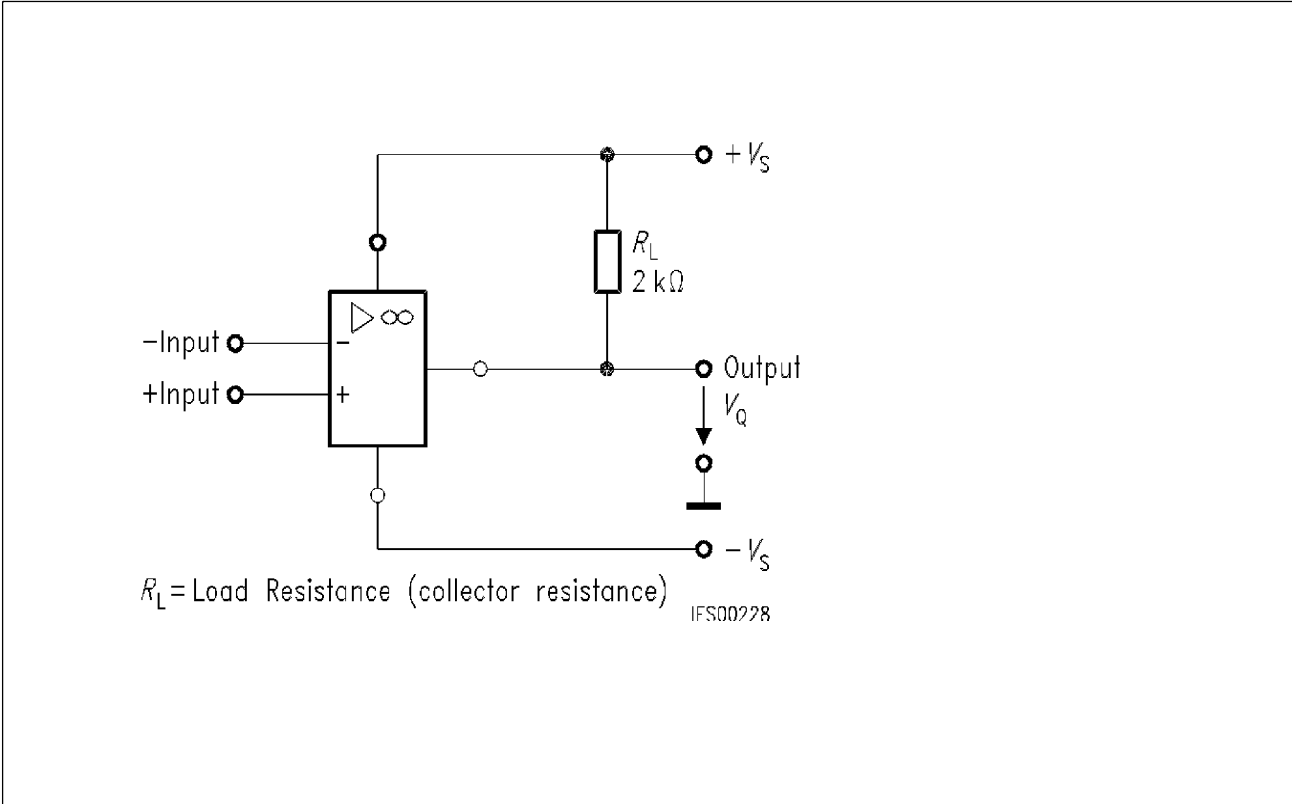 +VS
RL
2 kΩ
▷ ∞
−Input
−
Output
+Input
+
VQ
−VS
RL = Load Resistance (collector resistance)
IES00228